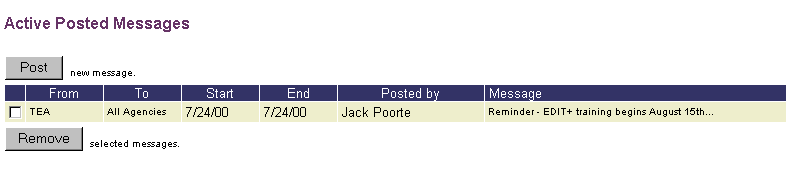 Active Posted Messages
Post new message.
From To Start End Posted by Message
TEA All Agencies 7/24/00 7/24/00 Jack Poorte Reminder - EDIT+ training begins August 15th...
Remove selected messages.